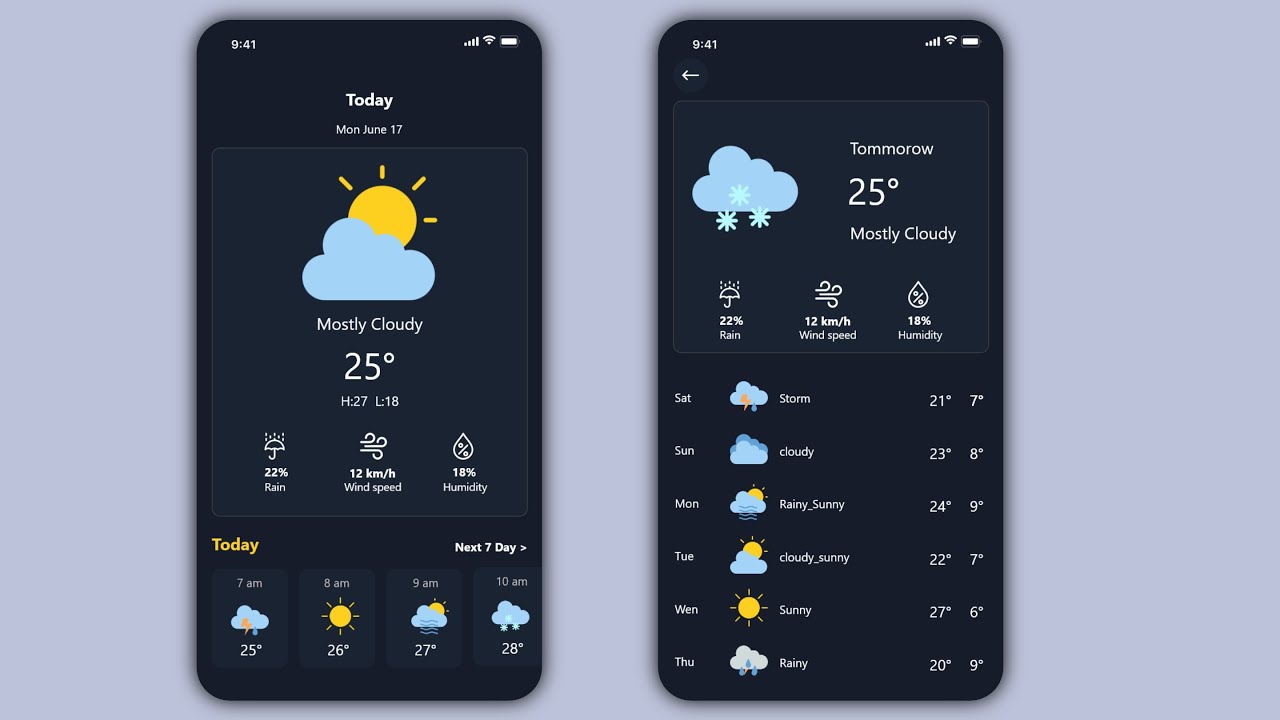 9:41
Today
Mon June 17
Mostly Cloudy
25°
H:27 L:18
22% 12 km/h 18%
Rain Wind speed Humidity
Today Next 7 Day >
7 am 8 am 9 am 10 am
25° 26° 27° 28°
9:41
Tommorow
25°
Mostly Cloudy
22% 12 km/h 18%
Rain Wind speed Humidity
Sat Storm 21° 7°
Sun cloudy 23° 8°
Mon Rainy_Sunny 24° 9°
Tue cloudy_sunny 22° 7°
Wen Sunny 27° 6°
Thu Rainy 20° 9°